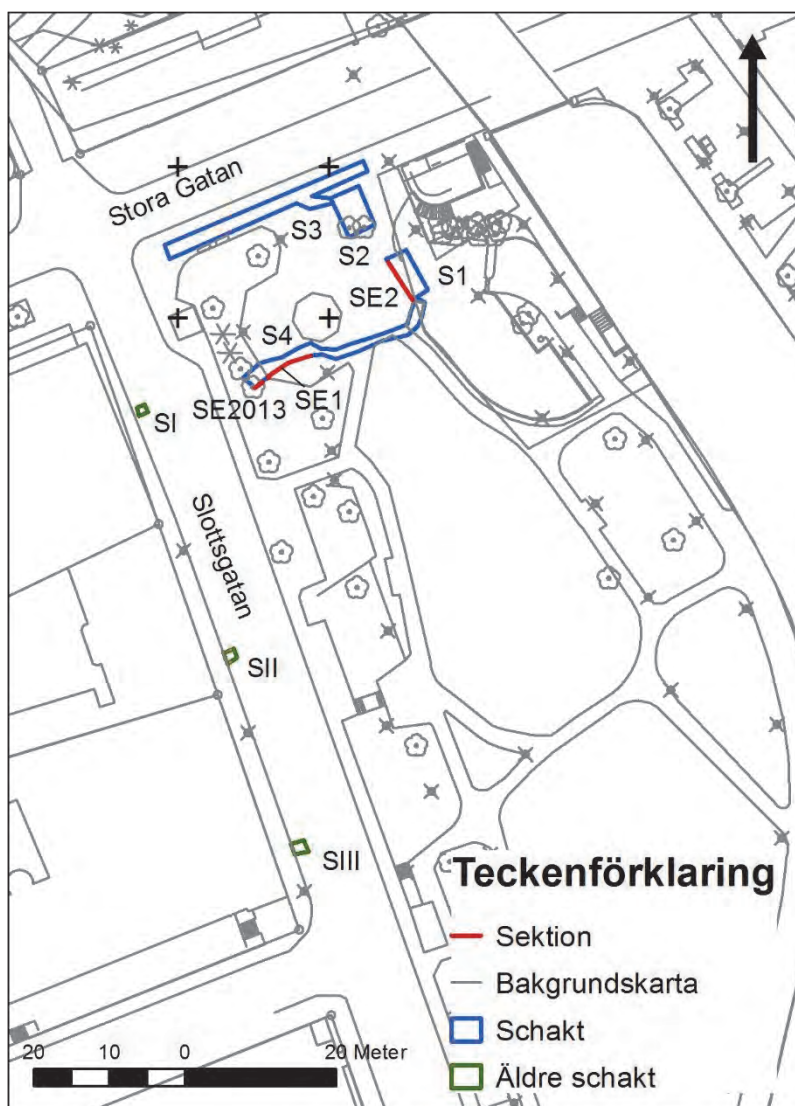 Stora Gatan
S3
S2
S1
SE2
S4
SE1
SE2013
SI
Slottsgatan
SII
SIII
Teckenförklaring
Sektion
Bakgrundskarta
Schakt
Äldre schakt
20 10 0 20 Meter